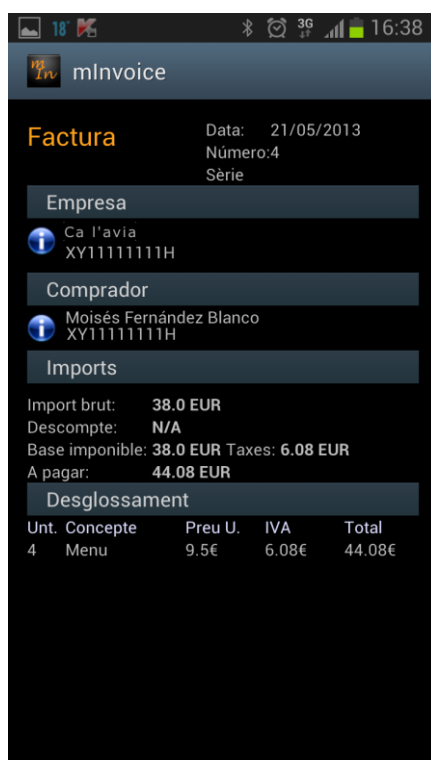 18° 3G 16:38
mIn mInvoice
Factura
Data: 21/05/2013
Número:4
Sèrie
Empresa
Ca l'avia
XY11111111H
Comprador
Moisés Fernández Blanco
XY11111111H
Imports
Import brut: 38.0 EUR
Descompte: N/A
Base imponible: 38.0 EUR Taxes: 6.08 EUR
A pagar: 44.08 EUR
Desglossament
Unt. Concepte Preu U. IVA Total
4 Menu 9.5€ 6.08€ 44.08€